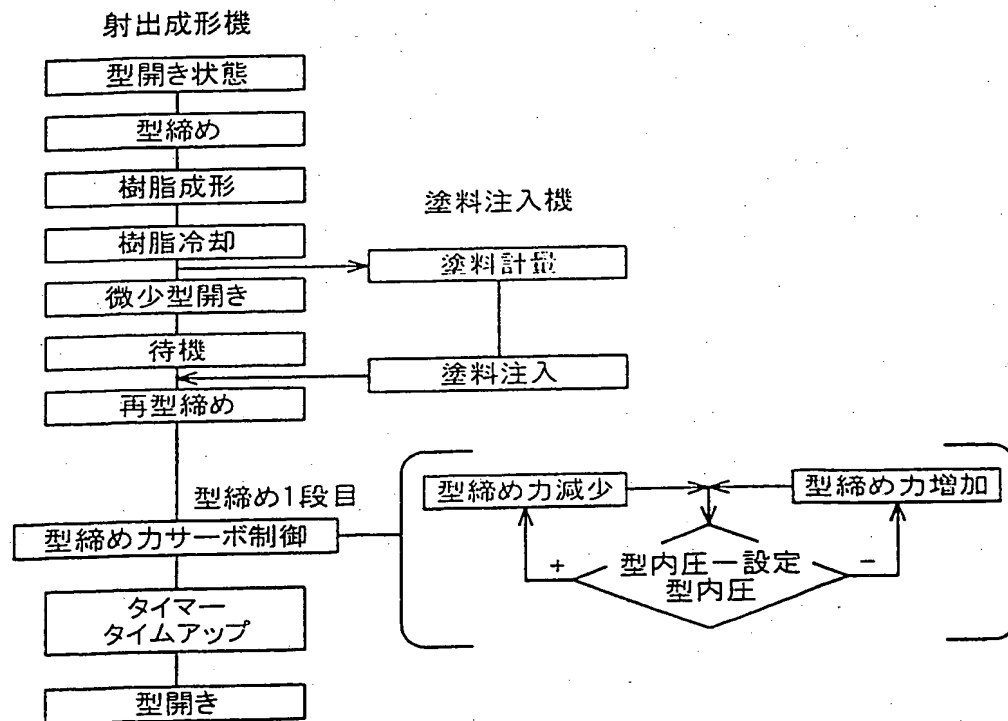 射出成形機
型開き状態
型締め
樹脂成形
樹脂冷却
微少型開き
待機
再型締め
塗料注入機
塗料計量
塗料注入
型締め1段目
型締め力サーボ制御
タイマー
タイムアップ
型開き
型締め力減少
型締め力増加
+
型内圧ー設定
型内圧
-